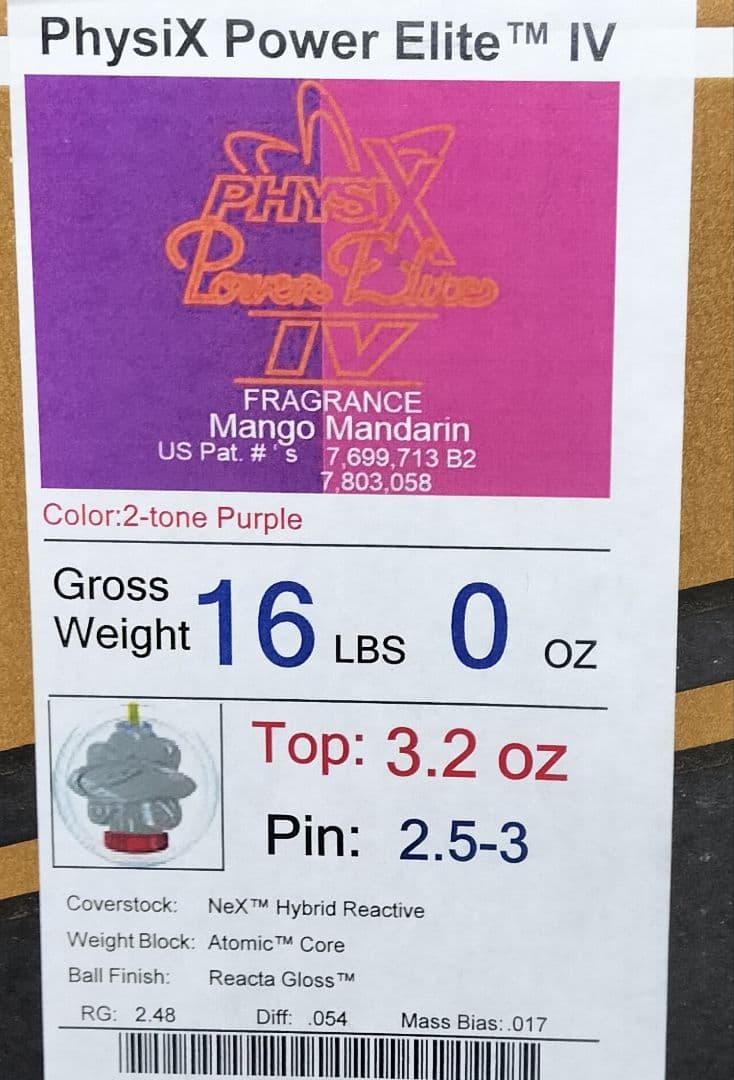 PhysiX Power Elite™ IV
PHYSIX
Power Elite
IV
FRAGRANCE
Mango Mandarin
US Pat. #'s 7,699,713 B2
7,803,058
Color:2-tone Purple
Gross Weight 16 LBS 0 OZ
Top: 3.2 oz
Pin: 2.5-3
Coverstock: NeX™ Hybrid Reactive
Weight Block: Atomic™ Core
Ball Finish: Reacta Gloss™
RG: 2.48 Diff: .054 Mass Bias:.017